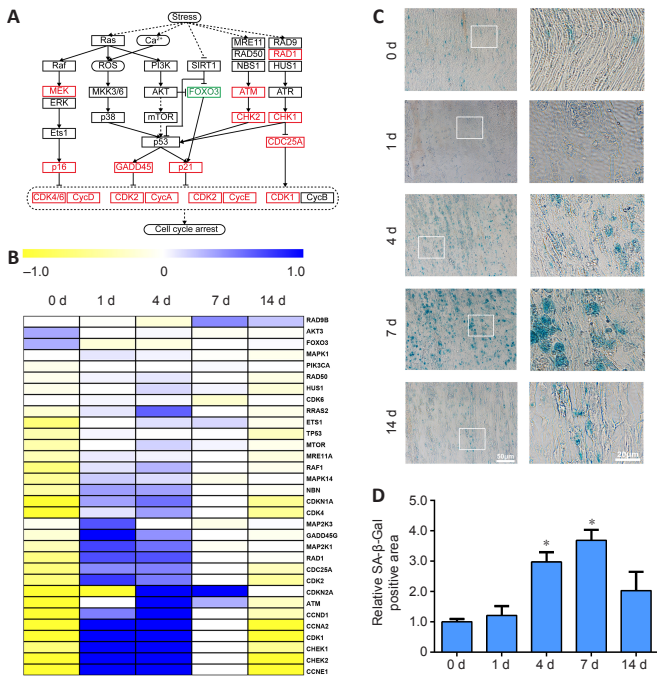 A
Stress
Ras
Ca²⁺
MRE11
RAD50
NBS1
RAD9
RAD1
HUS1
Raf
ROS
PI3K
SIRT1
MEK
ERK
MKK3/6
AKT
FOXO3
ATM
ATR
p38
mTOR
CHK2
CHK1
Ets1
p53
CDC25A
p16
GADD45
p21
CDK4/6
CycD
CDK2
CycA
CDK2
CycE
CDK1
CycB
Cell cycle arrest
B
–1.0
0
1.0
0 d
1 d
4 d
7 d
14 d
RAD9B
AKT3
FOXO3
MAPK1
PIK3CA
RAD50
HUS1
CDK6
RRAS2
ETS1
TP53
MTOR
MRE11A
RAF1
MAPK14
NBN
CDKN1A
CDK4
MAP2K3
GADD45G
MAP2K1
RAD1
CDC25A
CDK2
CDKN2A
ATM
CCND1
CCNA2
CDK1
CHEK1
CHEK2
CCNE1
C
0 d
1 d
4 d
7 d
14 d
50μm
20μm
D
Relative SA-β-Gal
positive area
5.0
4.0
3.0
2.0
1.0
0
*
*
0 d
1 d
4 d
7 d
14 d